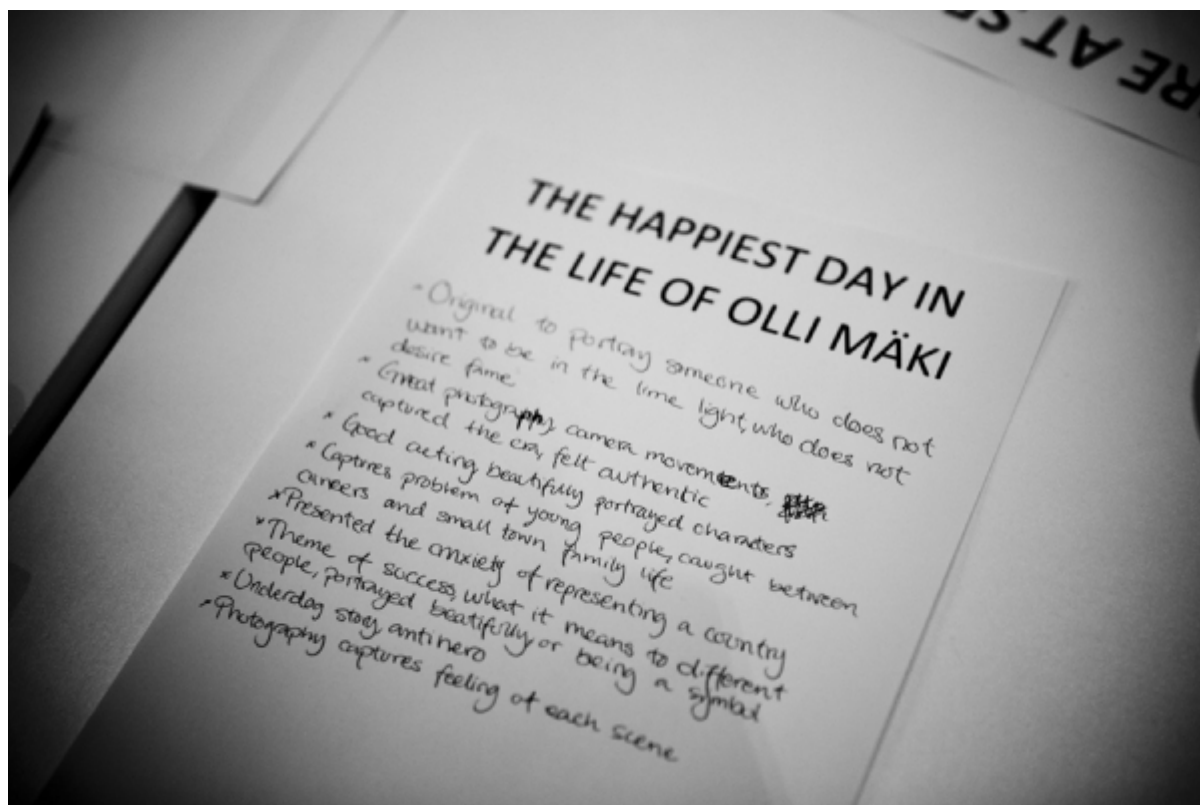 RE AT SE
THE HAPPIEST DAY IN
THE LIFE OF OLLI MÄKI
* Original to portray someone who does not
want to be in the lime light, who does not
desire fame
* Great photography, camera movements,
captured the era, felt authentic
* Good acting beautifully portrayed characters
* Captures problem of young people, caught between
careers and small town family life
* Presented the anxiety of representing a country
* Theme of success, what it means to different
people, portrayed beatifully or being a symbol
* Underdog story, antihero
* Photography captures feeling of each scene